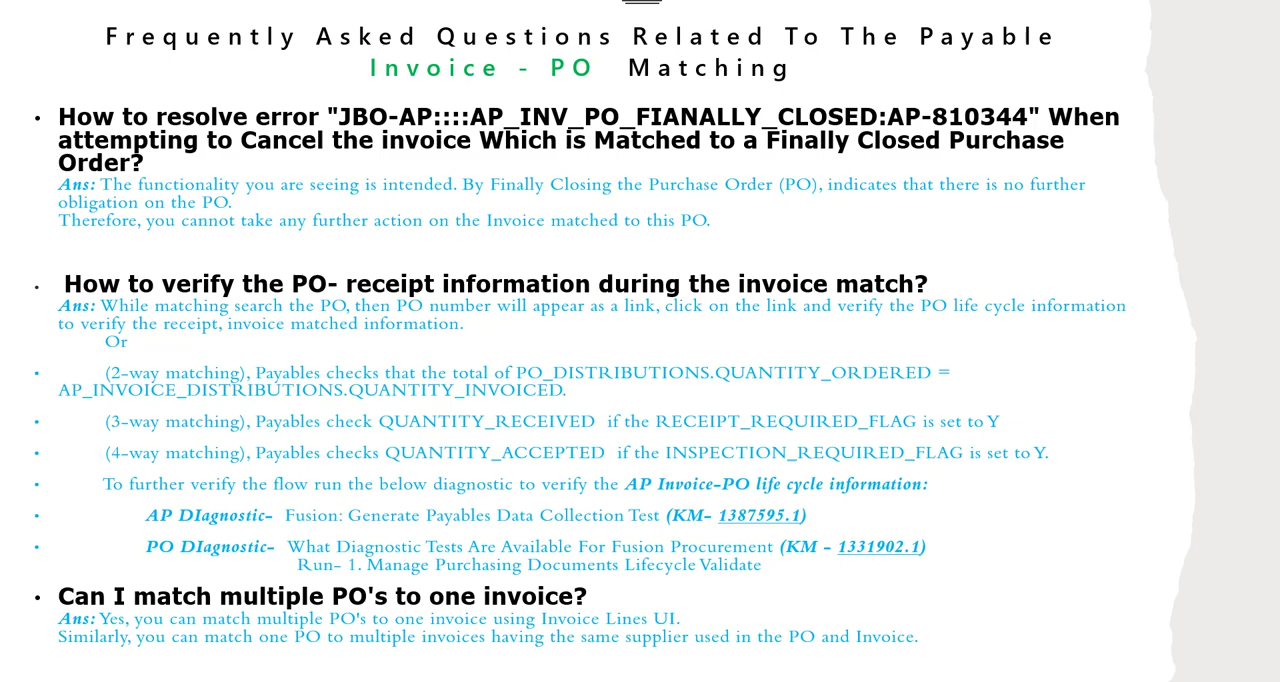 Frequently Asked Questions Related To The Payable
Invoice - PO Matching
• How to resolve error "JBO-AP::::AP_INV_PO_FIANALLY_CLOSED:AP-810344" When
attempting to Cancel the invoice Which is Matched to a Finally Closed Purchase
Order?
Ans: The functionality you are seeing is intended. By Finally Closing the Purchase Order (PO), indicates that there is no further
obligation on the PO.
Therefore, you cannot take any further action on the Invoice matched to this PO.
• How to verify the PO- receipt information during the invoice match?
Ans: While matching search the PO, then PO number will appear as a link, click on the link and verify the PO life cycle information
to verify the receipt, invoice matched information.
Or
• (2-way matching), Payables checks that the total of PO_DISTRIBUTIONS.QUANTITY_ORDERED =
AP_INVOICE_DISTRIBUTIONS.QUANTITY_INVOICED.
• (3-way matching), Payables check QUANTITY_RECEIVED if the RECEIPT_REQUIRED_FLAG is set to Y
• (4-way matching), Payables checks QUANTITY_ACCEPTED if the INSPECTION_REQUIRED_FLAG is set to Y.
• To further verify the flow run the below diagnostic to verify the AP Invoice-PO life cycle information:
• AP DIagnostic- Fusion: Generate Payables Data Collection Test (KM- 1387595.1)
• PO DIagnostic- What Diagnostic Tests Are Available For Fusion Procurement (KM - 1331902.1)
Run- 1. Manage Purchasing Documents Lifecycle Validate
• Can I match multiple PO's to one invoice?
Ans: Yes, you can match multiple PO's to one invoice using Invoice Lines UI.
Similarly, you can match one PO to multiple invoices having the same supplier used in the PO and Invoice.